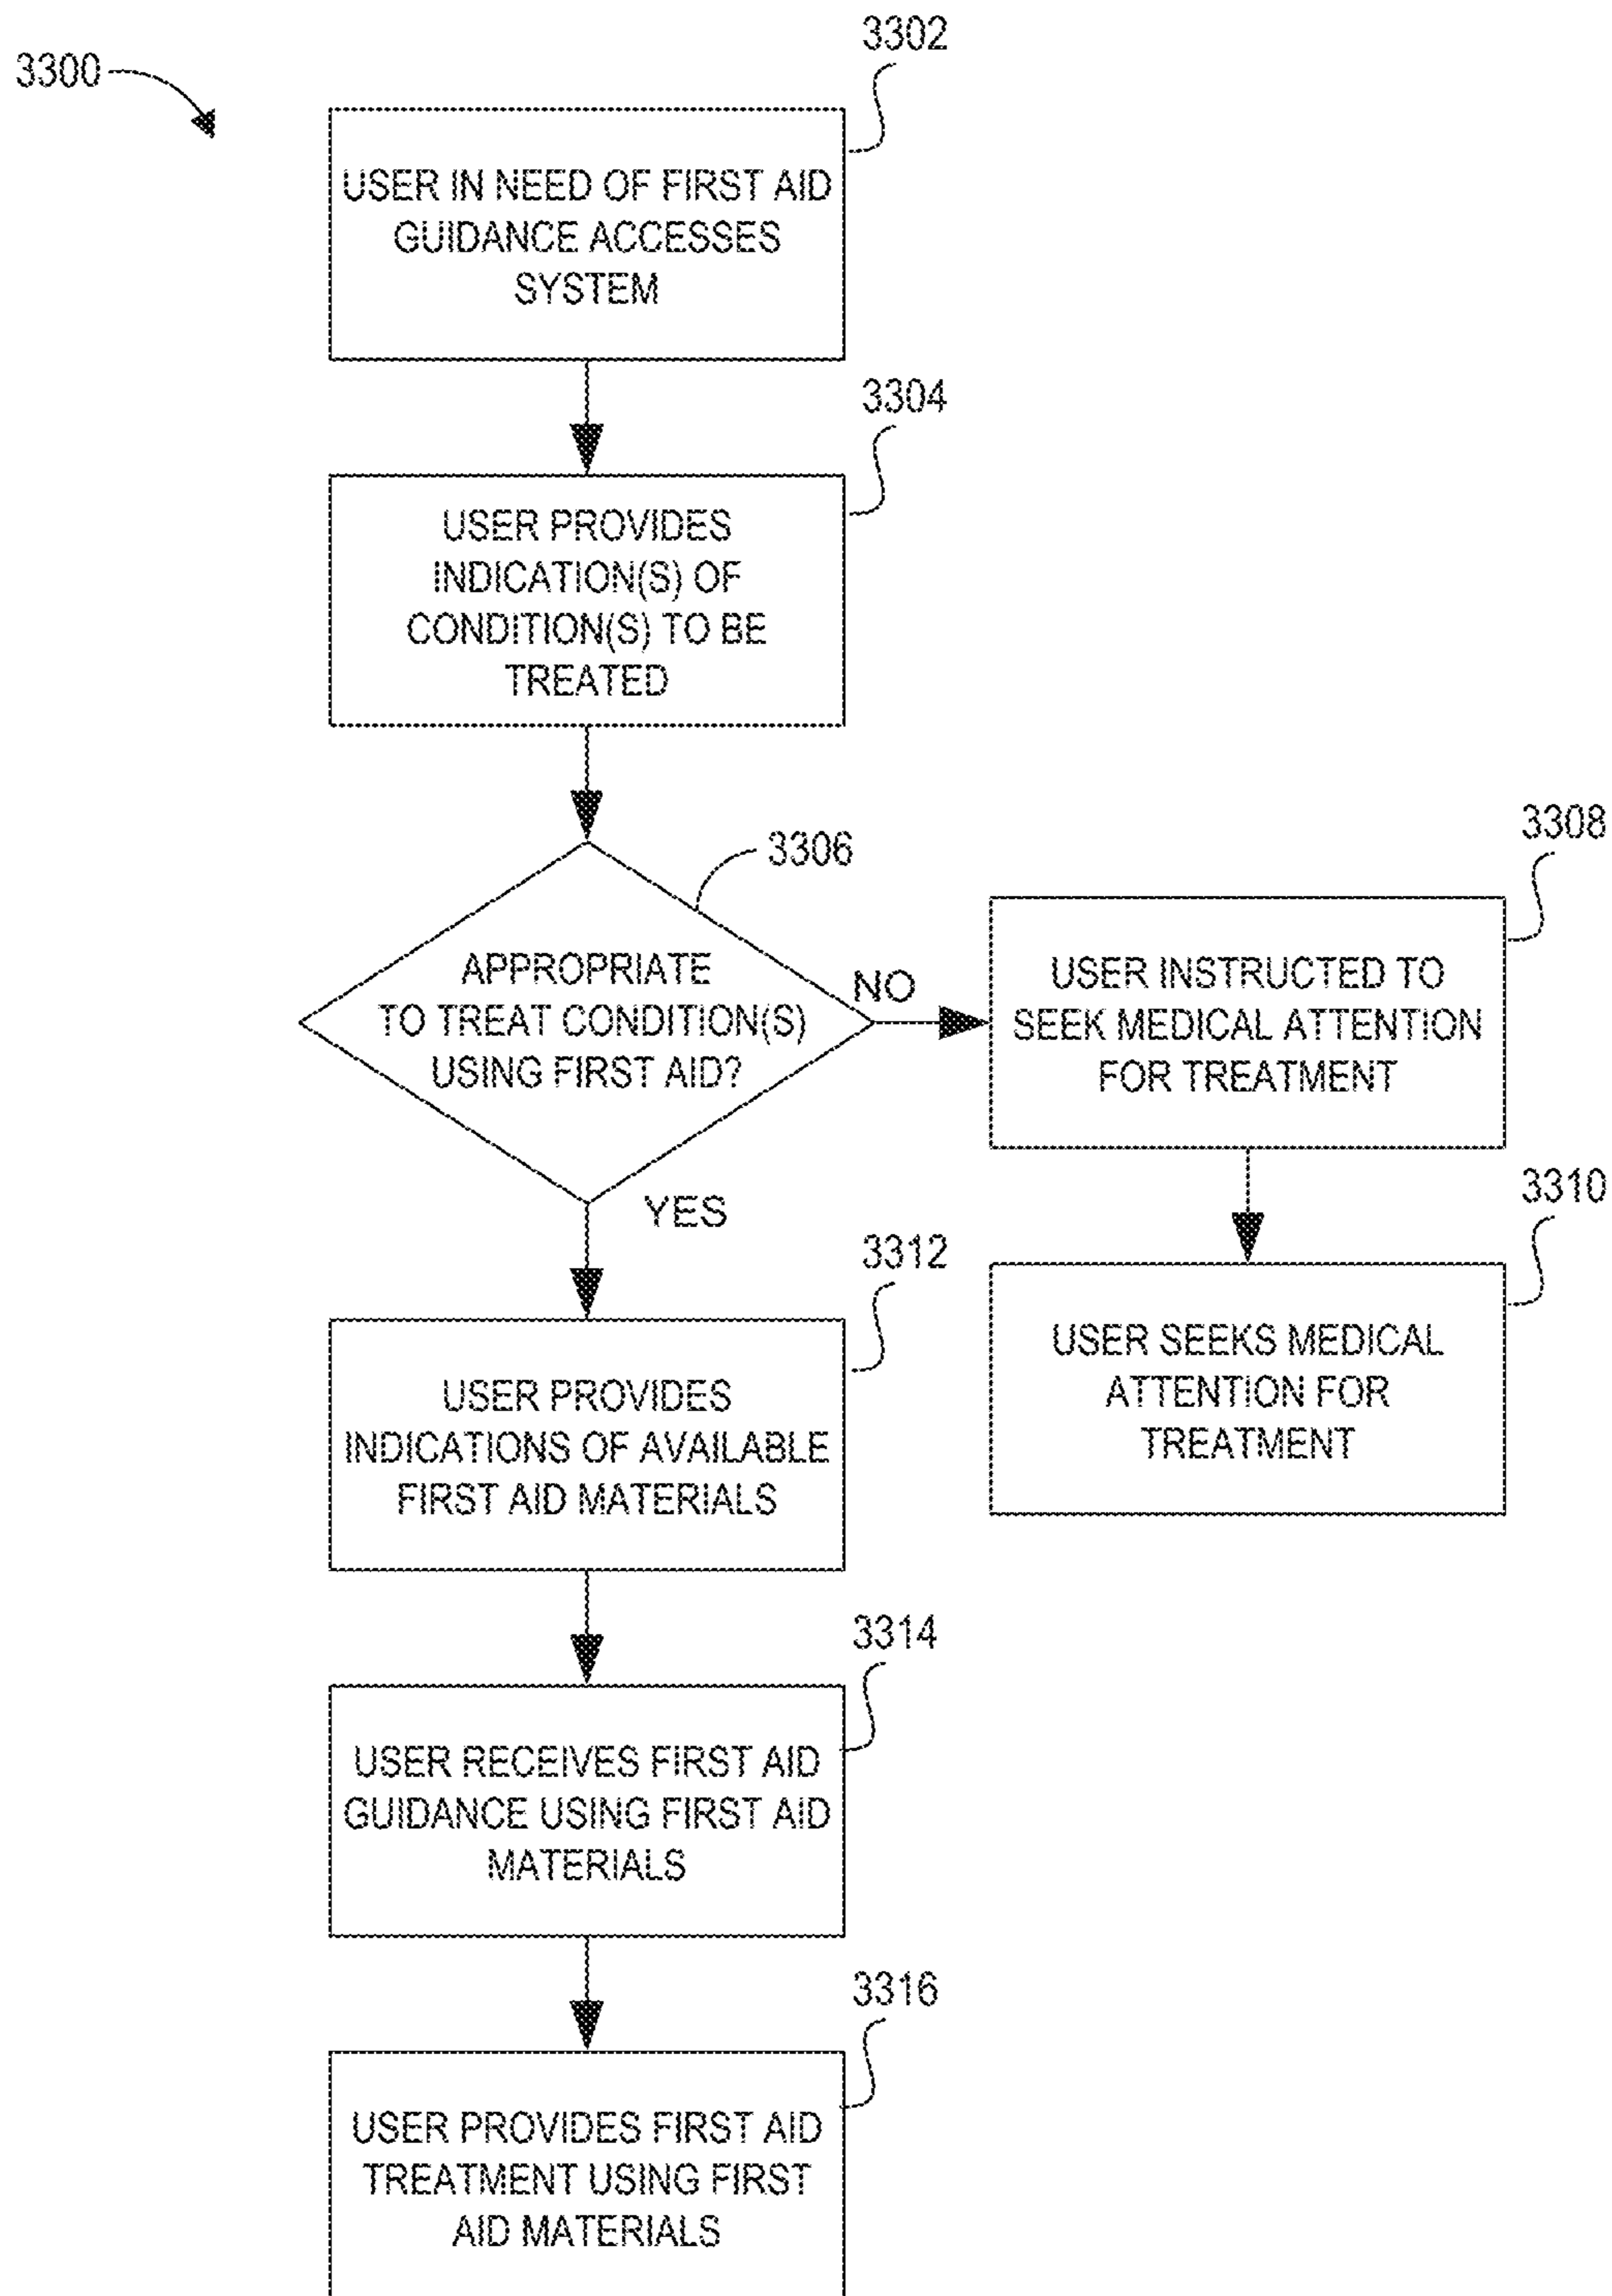 3300
3302
USER IN NEED OF FIRST AID
GUIDANCE ACCESSES
SYSTEM
3304
USER PROVIDES
INDICATION(S) OF
CONDITION(S) TO BE
TREATED
3306
APPROPRIATE
TO TREAT CONDITION(S)
USING FIRST AID?
NO
3308
USER INSTRUCTED TO
SEEK MEDICAL ATTENTION
FOR TREATMENT
3310
USER SEEKS MEDICAL
ATTENTION FOR
TREATMENT
YES
3312
USER PROVIDES
INDICATIONS OF AVAILABLE
FIRST AID MATERIALS
3314
USER RECEIVES FIRST AID
GUIDANCE USING FIRST AID
MATERIALS
3316
USER PROVIDES FIRST AID
TREATMENT USING FIRST
AID MATERIALS